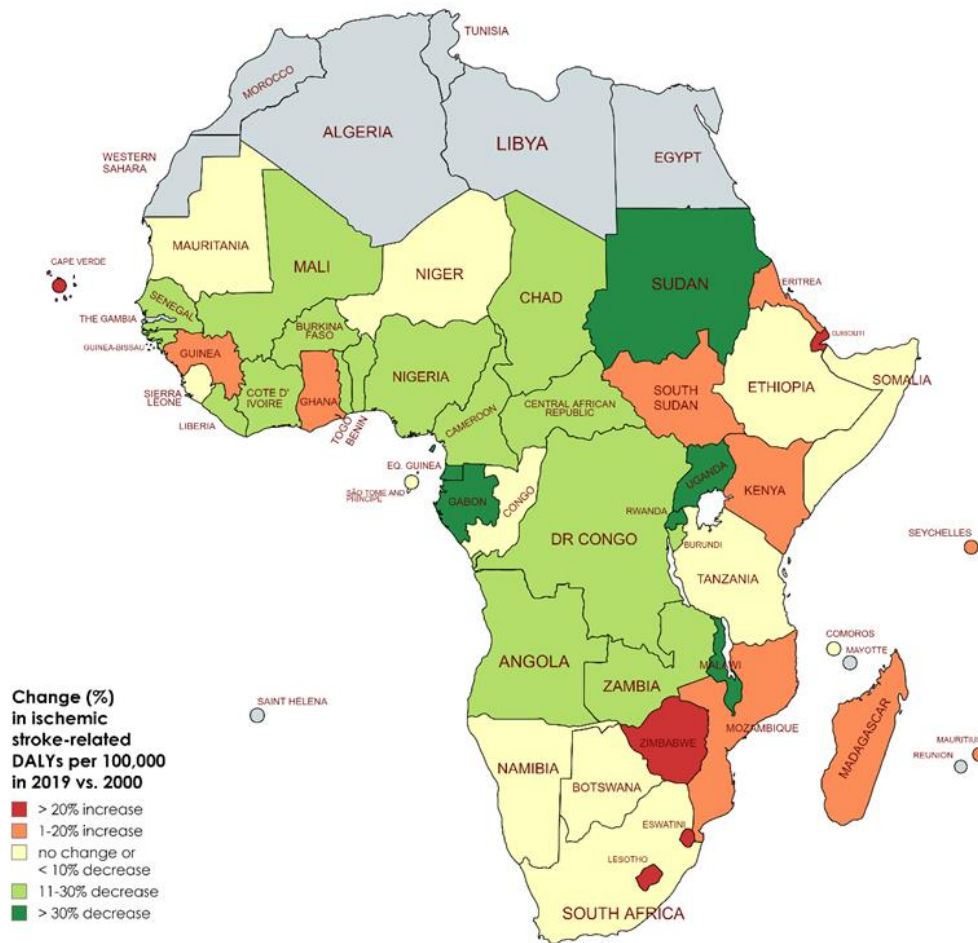 TUNISIA
MOROCCO
ALGERIA
LIBYA
EGYPT
WESTERN
SAHARA
MAURITANIA
MALI
NIGER
CHAD
SUDAN
ERITREA
CAPE VERDE
SENEGAL
THE GAMBIA
GUINEA-BISSAU
GUINEA
BURKINA
FASO
DJIBOUTI
NIGERIA
SIERRA
LEONE
COTE D'
IVOIRE
GHANA
LIBERIA
TOGO
BENIN
CAMEROON
CENTRAL AFRICAN
REPUBLIC
SOUTH
SUDAN
ETHIOPIA
SOMALIA
EQ. GUINEA
SÃO TOME AND
PRINCIPE
GABON
CONGO
UGANDA
KENYA
RWANDA
DR CONGO
BURUNDI
TANZANIA
SEYCHELLES
COMOROS
MAYOTTE
ANGOLA
ZAMBIA
MALAWI
MOZAMBIQUE
SAINT HELENA
ZIMBABWE
MADAGASCAR
MAURITIU
REUNION
NAMIBIA
BOTSWANA
ESWATINI
LESOTHO
SOUTH AFRICA
Change (%)
in ischemic
stroke-related
DALYs per 100,000
in 2019 vs. 2000
> 20% increase
1-20% increase
no change or
< 10% decrease
11-30% decrease
> 30% decrease